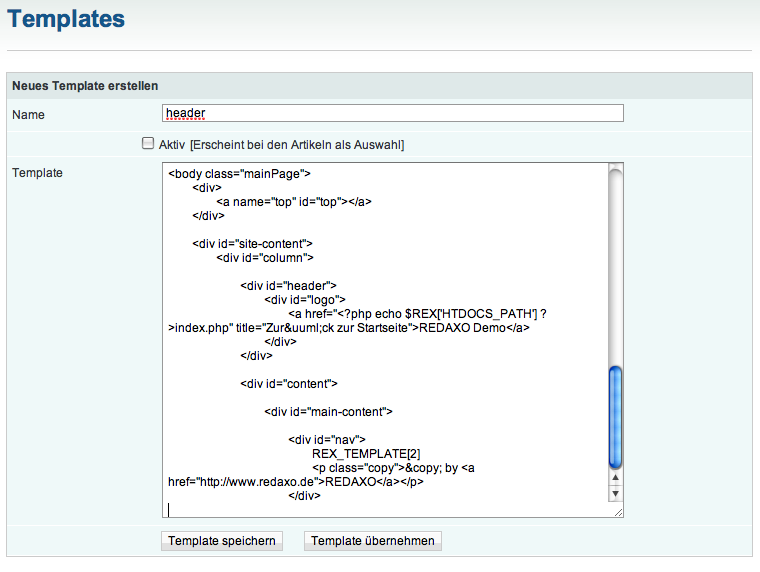 Templates
Neues Template erstellen
Name header
Aktiv [Erscheint bei den Artikeln als Auswahl]
Template
<body class="mainPage">
<div>
<a name="top" id="top"></a>
</div>
<div id="site-content">
<div id="column">
<div id="header">
<div id="logo">
<a href="<?php echo $REX['HTDOCS_PATH'] ?
>index.php" title="Zur&uuml;ck zur Startseite">REDAXO Demo</a>
</div>
</div>
<div id="content">
<div id="main-content">
<div id="nav">
REX_TEMPLATE[2]
<p class="copy">&copy; by <a
href="http://www.redaxo.de">REDAXO</a></p>
</div>
Template speichern Template übernehmen